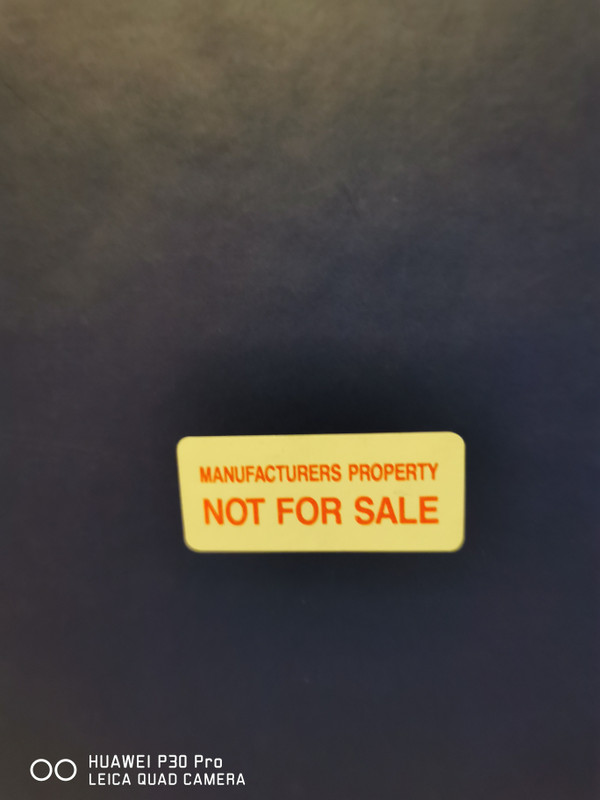 MANUFACTURERS PROPERTY
NOT FOR SALE
HUAWEI P30 Pro
LEICA QUAD CAMERA